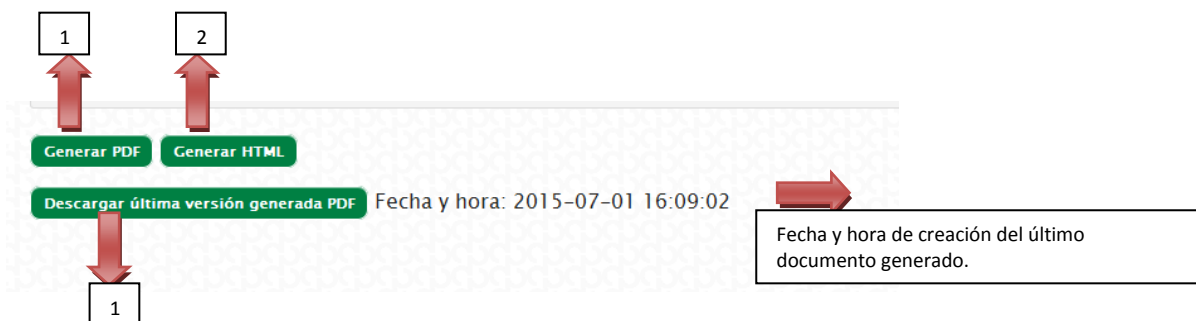 1 2
Generar PDF Generar HTML
Descargar última versión generada PDF Fecha y hora: 2015-07-01 16:09:02
Fecha y hora de creación del último
documento generado.
1